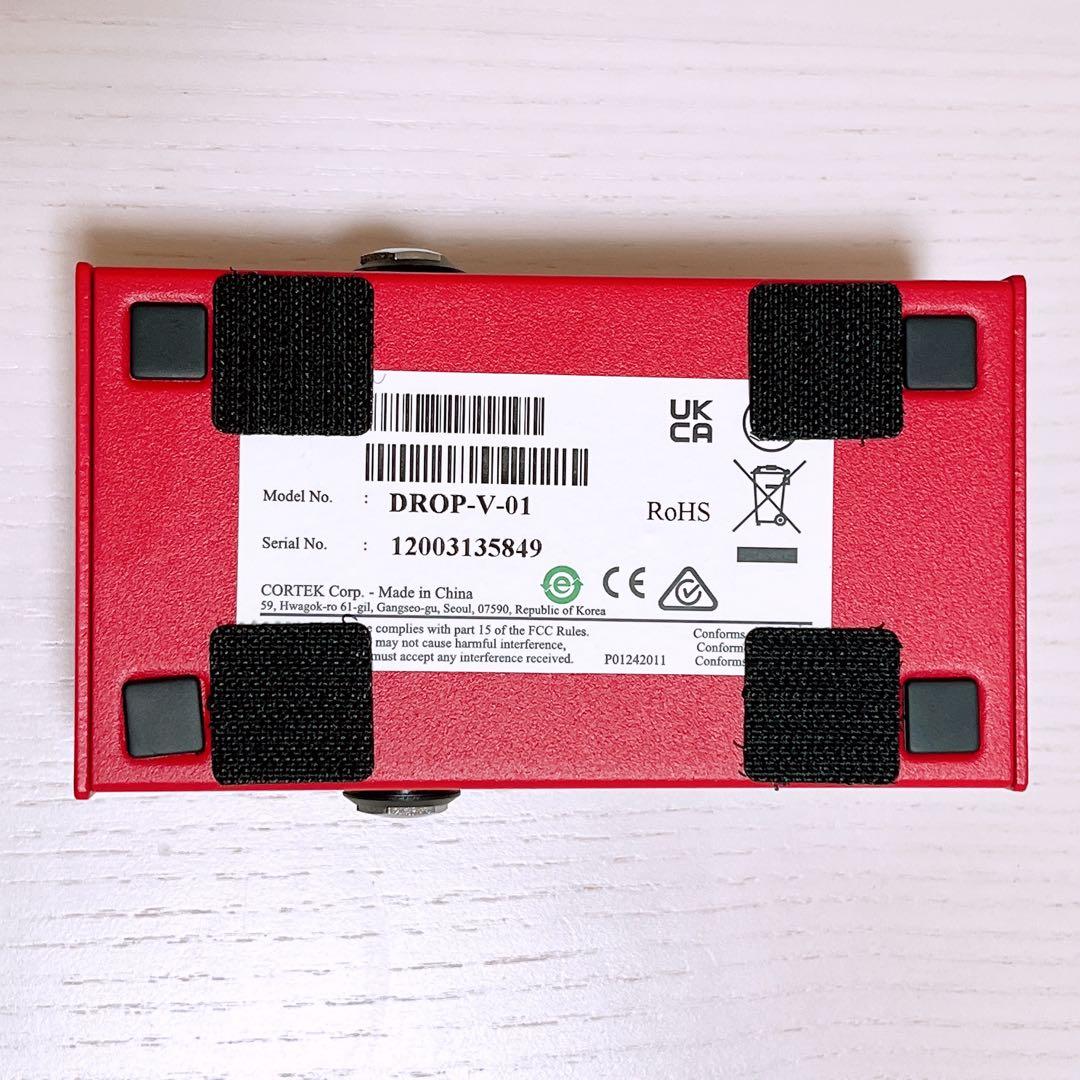 UK
CA
Model No. : DROP-V-01
RoHS
Serial No. : 12003135849
e
CE
CORTEK Corp. - Made in China
59, Hwagok-ro 61-gil, Gangseo-gu, Seoul, 07590, Republic of Korea
complies with part 15 of the FCC Rules.
Conforms
may not cause harmful interference,
Conform
must accept any interference received.
P01242011
Conforms